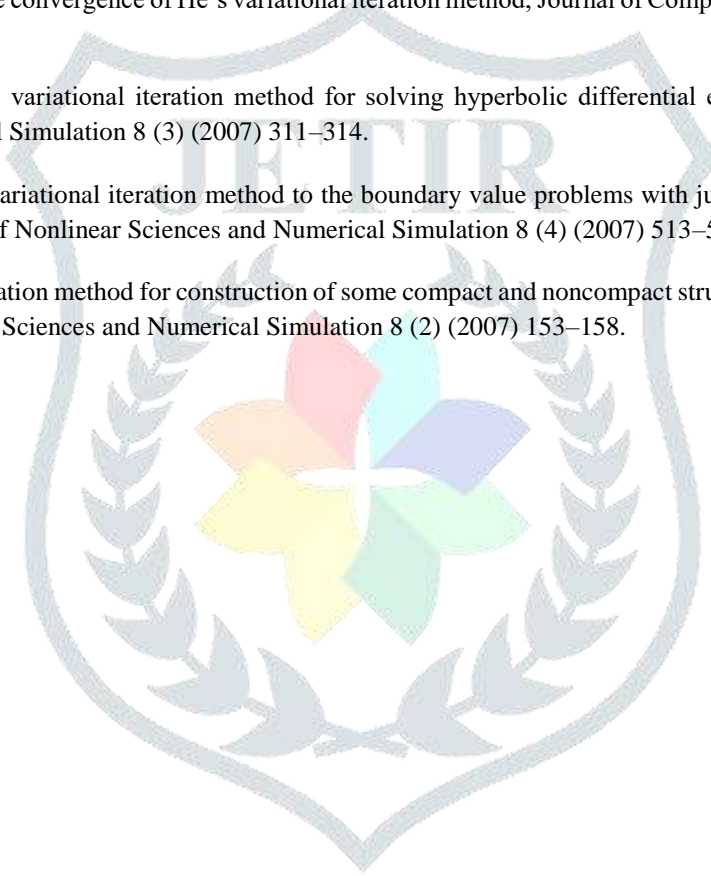 e convergence of He's variational iteration method, Journal of Comp
variational iteration method for solving hyperbolic differential e
l Simulation 8 (3) (2007) 311–314.
JETIR
ariational iteration method to the boundary value problems with ju
f Nonlinear Sciences and Numerical Simulation 8 (4) (2007) 513–5
ation method for construction of some compact and noncompact stru
Sciences and Numerical Simulation 8 (2) (2007) 153–158.